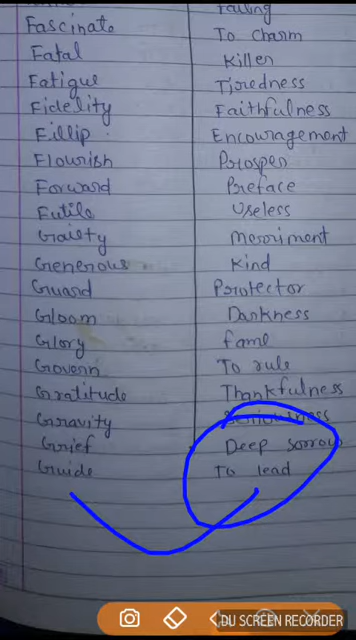 Failing
Fascinate To charm
Fatal Killer
Fatigue Tiredness
Fidelity Faithfulness
Fillip Encouragement
Flourish Prosper
Forward Preface
Futile Useless
Gaiety Merriment
Generous Kind
Guard Protector
Gloom Darkness
Glory fame
Govern To rule
Gratitude Thankfulness
Gravity Seriousness
Grief Deep sorrow
Guide To lead
DU SCREEN RECORDER